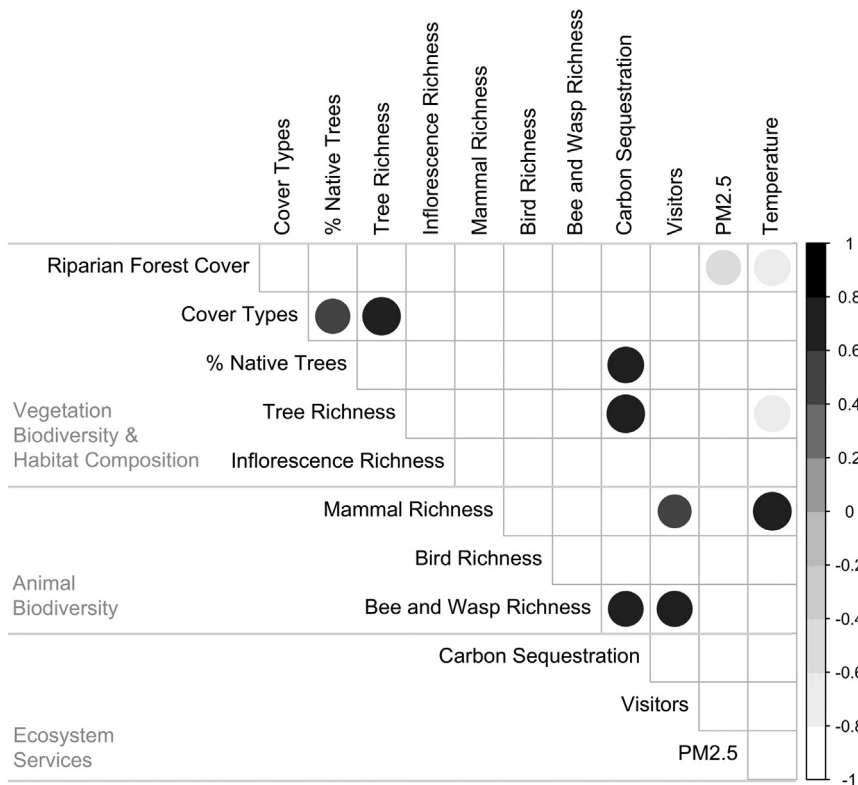 Cover Types
% Native Trees
Tree Richness
Inflorescence Richness
Mammal Richness
Bird Richness
Bee and Wasp Richness
Carbon Sequestration
Visitors
PM2.5
Temperature
Riparian Forest Cover
Cover Types
% Native Trees
Tree Richness
Inflorescence Richness
Vegetation
Biodiversity &
Habitat Composition
Mammal Richness
Bird Richness
Bee and Wasp Richness
Animal
Biodiversity
Carbon Sequestration
Visitors
PM2.5
Ecosystem
Services
1
0.8
0.6
0.4
0.2
0
-0.2
-0.4
-0.6
-0.8
-1